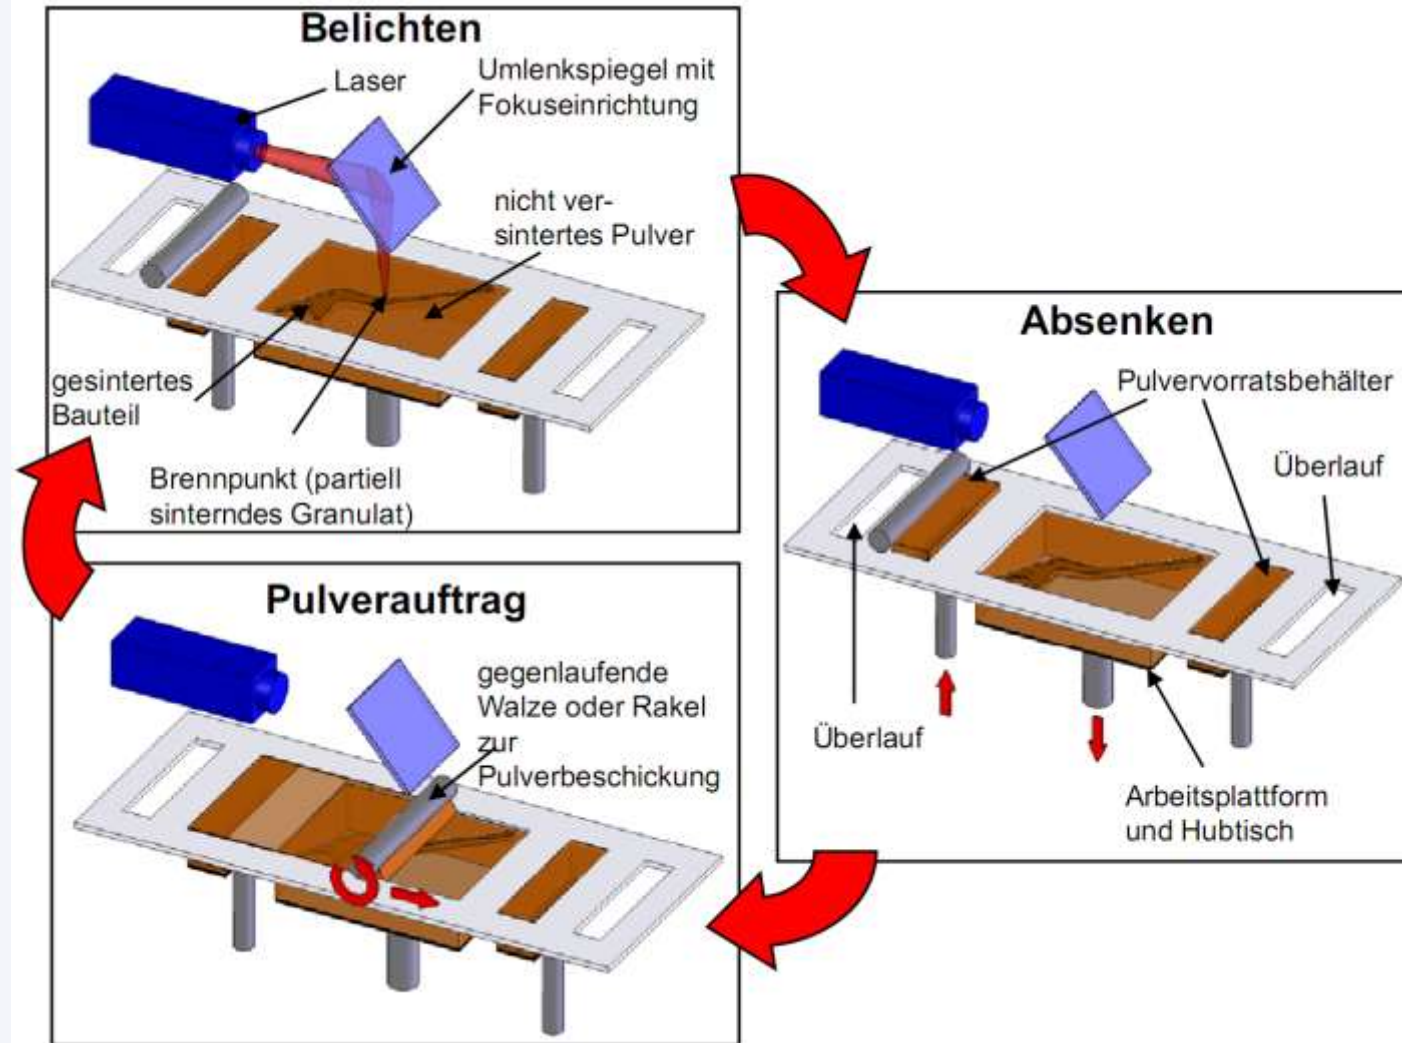 Belichten
Laser
Umlenkspiegel mit
Fokuseinrichtung
nicht ver-
sintertes Pulver
gesintertes
Bauteil
Brennpunkt (partiell
sinterndes Granulat)
Absenken
Pulvervorratsbehälter
Überlauf
Überlauf
Arbeitsplattform
und Hubtisch
Pulverauftrag
gegenlaufende
Walze oder Rakel
zur
Pulverbeschickung